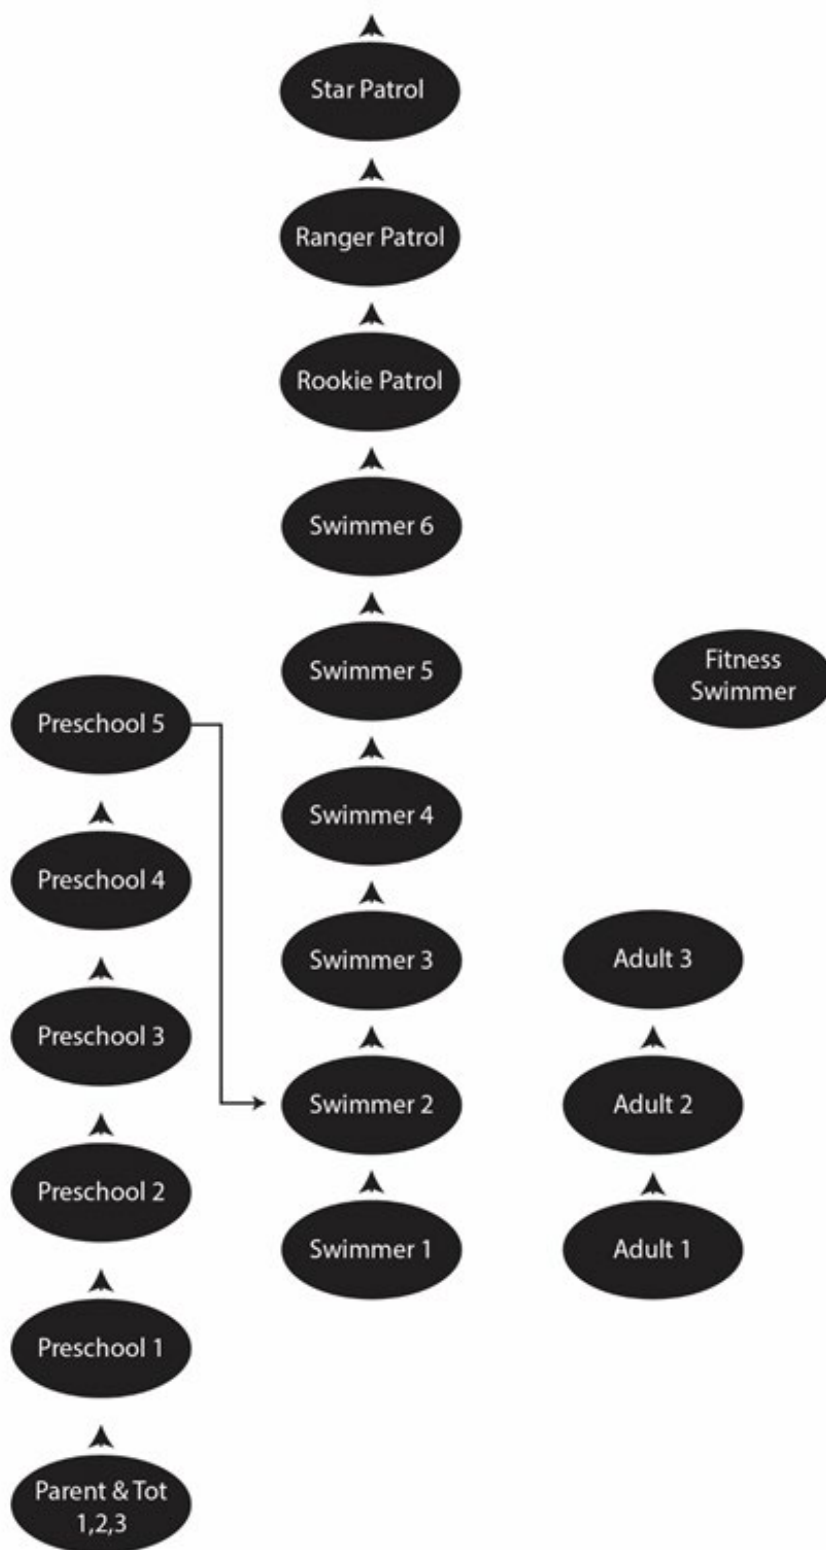 Star Patrol
Ranger Patrol
Rookie Patrol
Swimmer 6
Swimmer 5
Swimmer 4
Swimmer 3
Swimmer 2
Swimmer 1
Preschool 5
Preschool 4
Preschool 3
Preschool 2
Preschool 1
Parent & Tot
1,2,3
Fitness
Swimmer
Adult 3
Adult 2
Adult 1